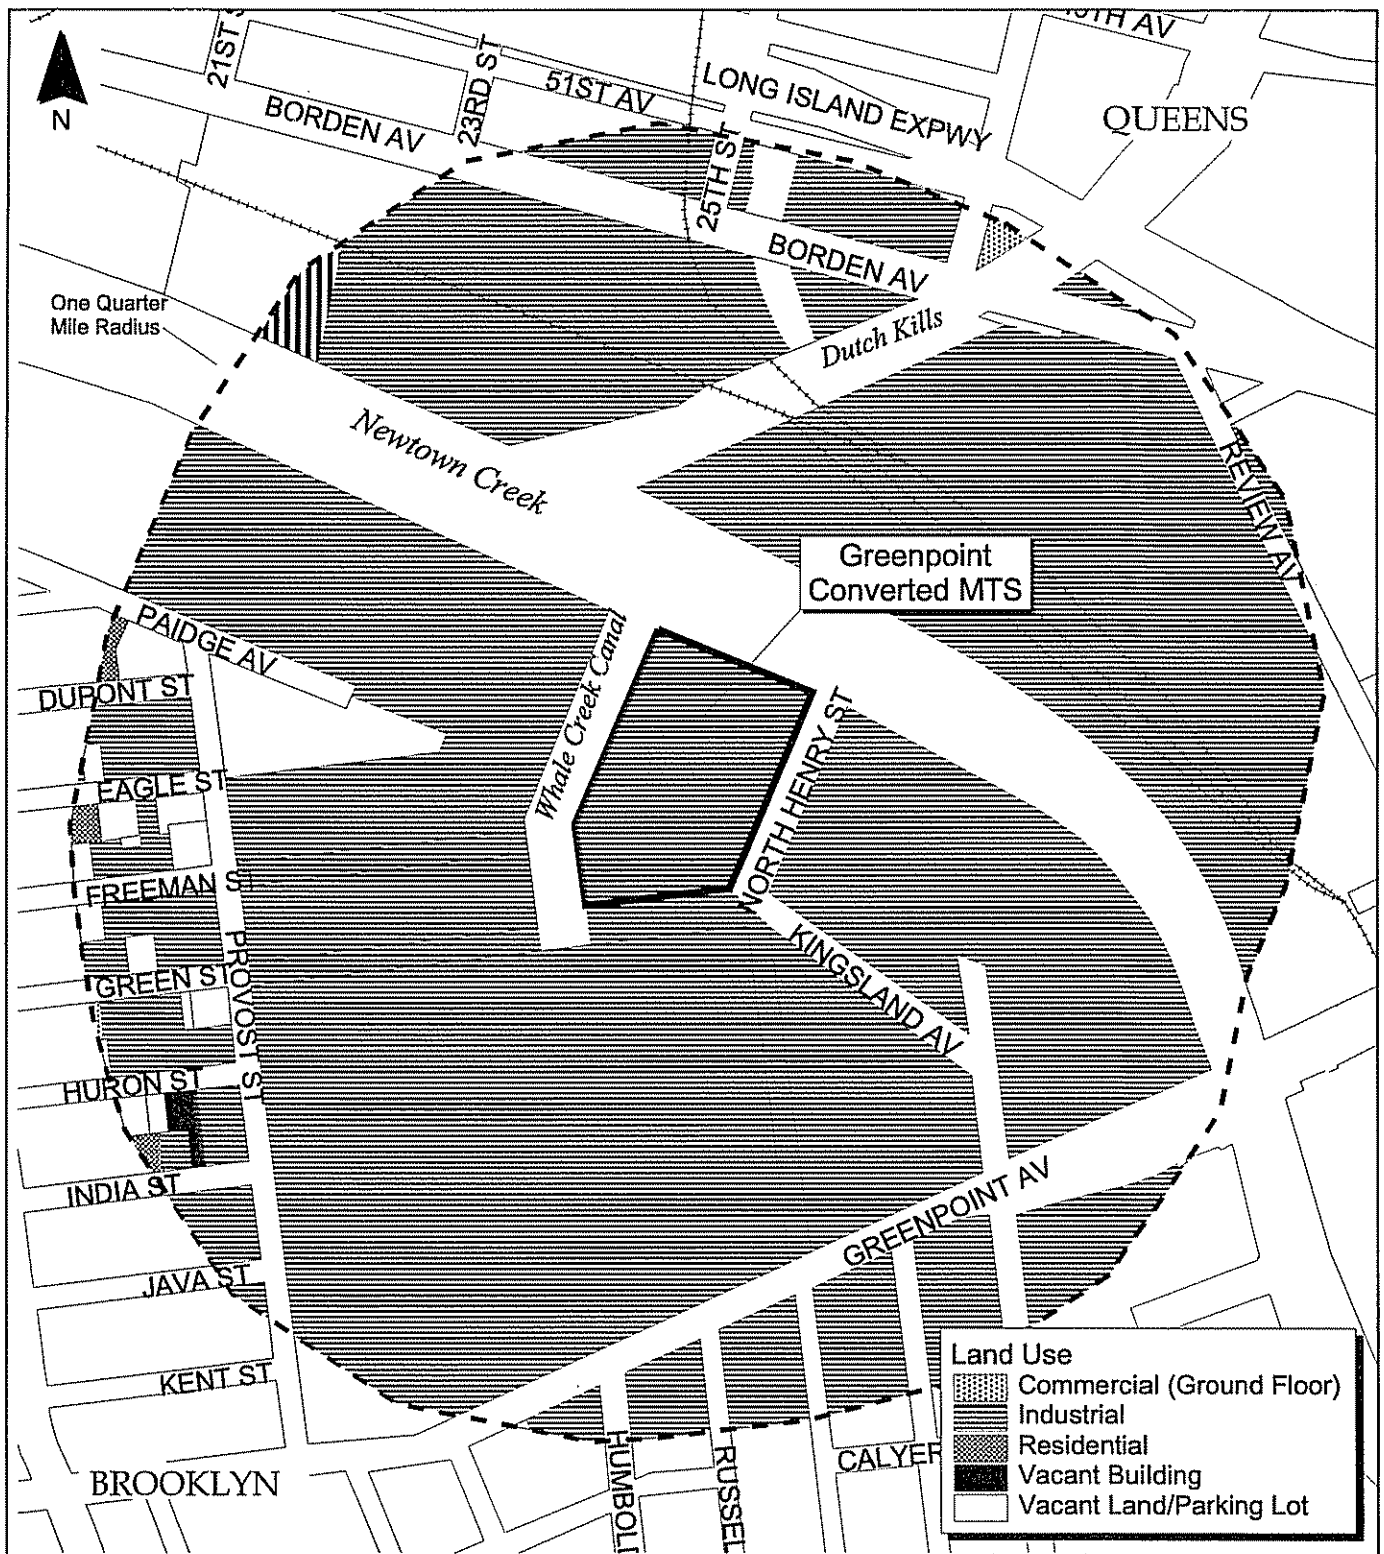 21ST S
23RD ST
51ST AV
BORDEN AV
LONG ISLAND EXPWY
QUEENS
N
25TH ST
BORDEN AV
One Quarter
Mile Radius
Dutch Kills
Newtown Creek
REVIEW AV
Greenpoint
Converted MTS
PAIDGE AV
Whale Creek Canal
DUPONT ST
NORTH HENRY ST
EAGLE ST
FREEMAN ST
PROVOST ST
KINGSLAND AV
GREEN ST
HURON ST
INDIA ST
GREENPOINT AV
JAVA ST
KENT ST
HUMBOL
RUSSEL
CALYER
BROOKLYN
Land Use
Commercial (Ground Floor)
Industrial
Residential
Vacant Building
Vacant Land/Parking Lot